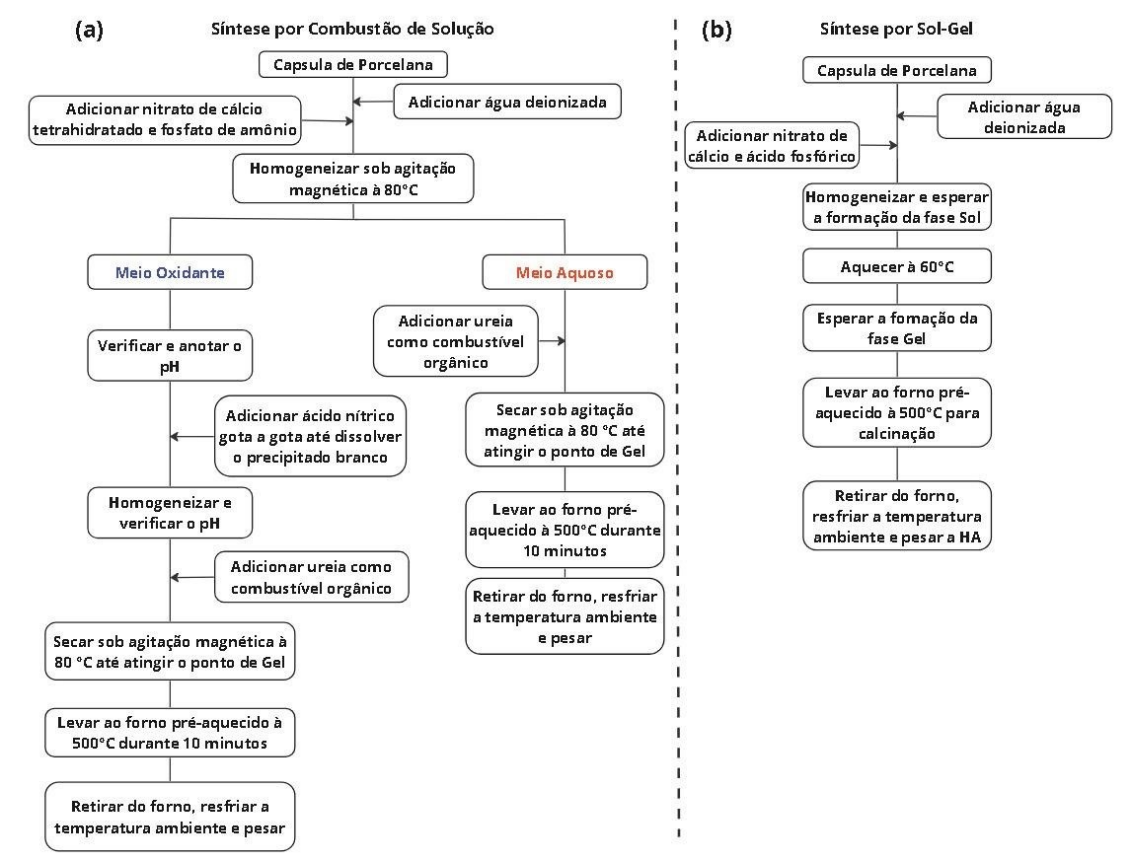 (a)
Síntese por Combustão de Solução
Capsula de Porcelana
Adicionar água deionizada
Adicionar nitrato de cálcio
tetrahidratado e fosfato de amônio
Homogeneizar sob agitação
magnética à 80°C
Meio Oxidante
Verificar e anotar o
pH
Adicionar ácido nítrico
gota a gota até dissolver
o precipitado branco
Homogeneizar e
verificar o pH
Adicionar ureia como
combustível orgânico
Secar sob agitação magnética à
80 °C até atingir o ponto de Gel
Levar ao forno pré-aquecido à
500°C durante 10 minutos
Retirar do forno, resfriar a
temperatura ambiente e pesar
Meio Aquoso
Adicionar ureia
como combustível
orgânico
Secar sob agitação
magnética à 80 °C até
atingir o ponto de Gel
Levar ao forno pré-
aquecido à 500°C durante
10 minutos
Retirar do forno, resfriar
a temperatura ambiente
e pesar
(b)
Síntese por Sol-Gel
Capsula de Porcelana
Adicionar água
deionizada
Adicionar nitrato de
cálcio e ácido fosfórico
Homogeneizar e esperar
a formação da fase Sol
Aquecer à 60°C
Esperar a fomação da
fase Gel
Levar ao forno pré-
aquecido à 500°C para
calcinação
Retirar do forno,
resfriar a temperatura
ambiente e pesar a HA